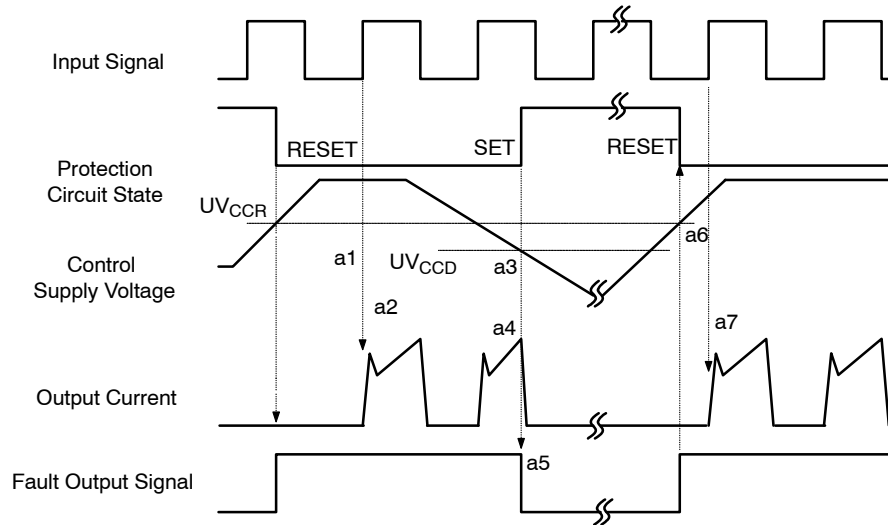 Input Signal
RESET
SET
RESET
Protection
Circuit State
UVCCR
a6
a1
UVCCD
a3
Control
Supply Voltage
a2
a4
a7
Output Current
a5
Fault Output Signal